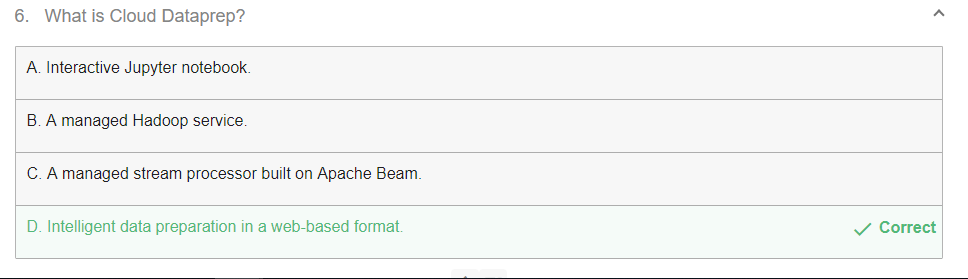 6. What is Cloud Dataprep?
A. Interactive Jupyter notebook.
B. A managed Hadoop service.
C. A managed stream processor built on Apache Beam.
D. Intelligent data preparation in a web-based format. Correct